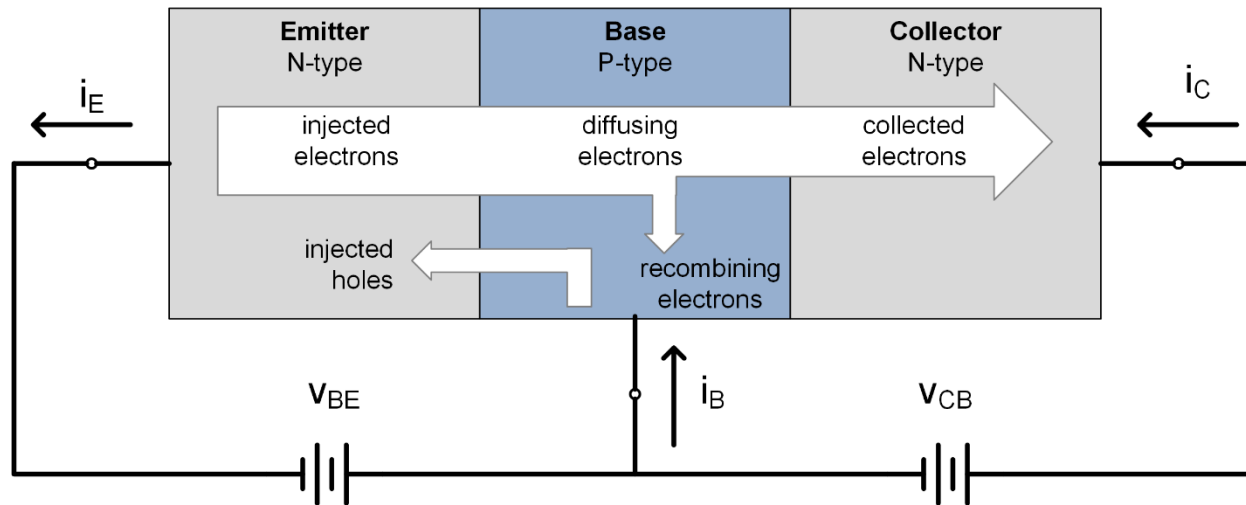 Emitter
N-type
Base
P-type
Collector
N-type
iE
iC
injected
electrons
diffusing
electrons
collected
electrons
injected
holes
recombining
electrons
vBE
iB
vCB